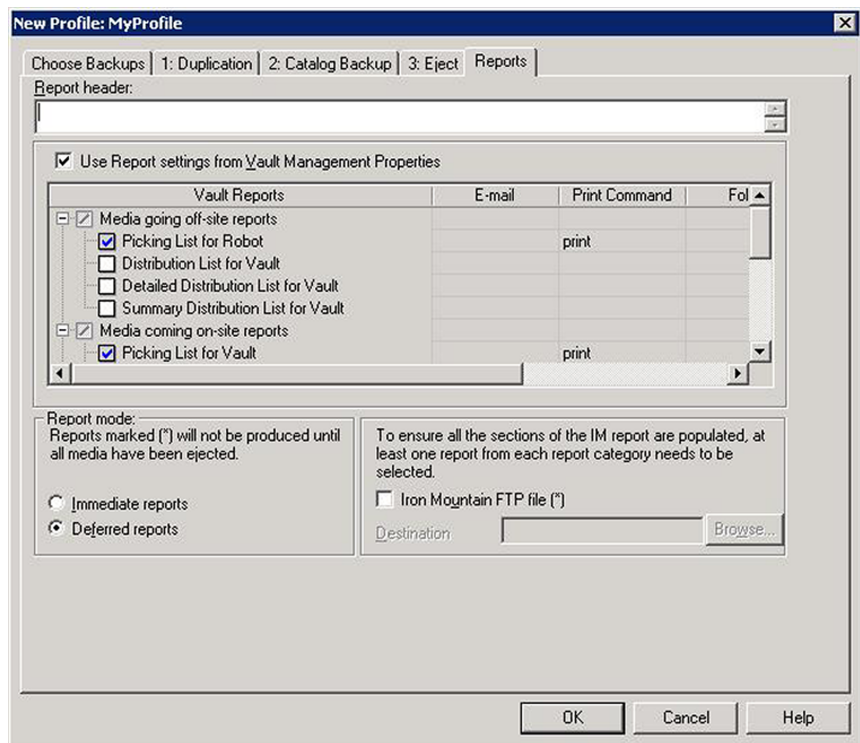 New Profile: MyProfile
Choose Backups 1: Duplication 2: Catalog Backup 3: Eject Reports
Report header:
Use Report settings from Vault Management Properties
Vault Reports E-mail Print Command Fol
Media going off-site reports
Picking List for Robot print
Distribution List for Vault
Detailed Distribution List for Vault
Summary Distribution List for Vault
Media coming on-site reports
Picking List for Vault print
Report mode:
Reports marked (*) will not be produced until
all media have been ejected.
Immediate reports
Deferred reports
To ensure all the sections of the IM report are populated, at
least one report from each report category needs to be
selected.
Iron Mountain FTP file (*)
Destination Browse...
OK Cancel Help